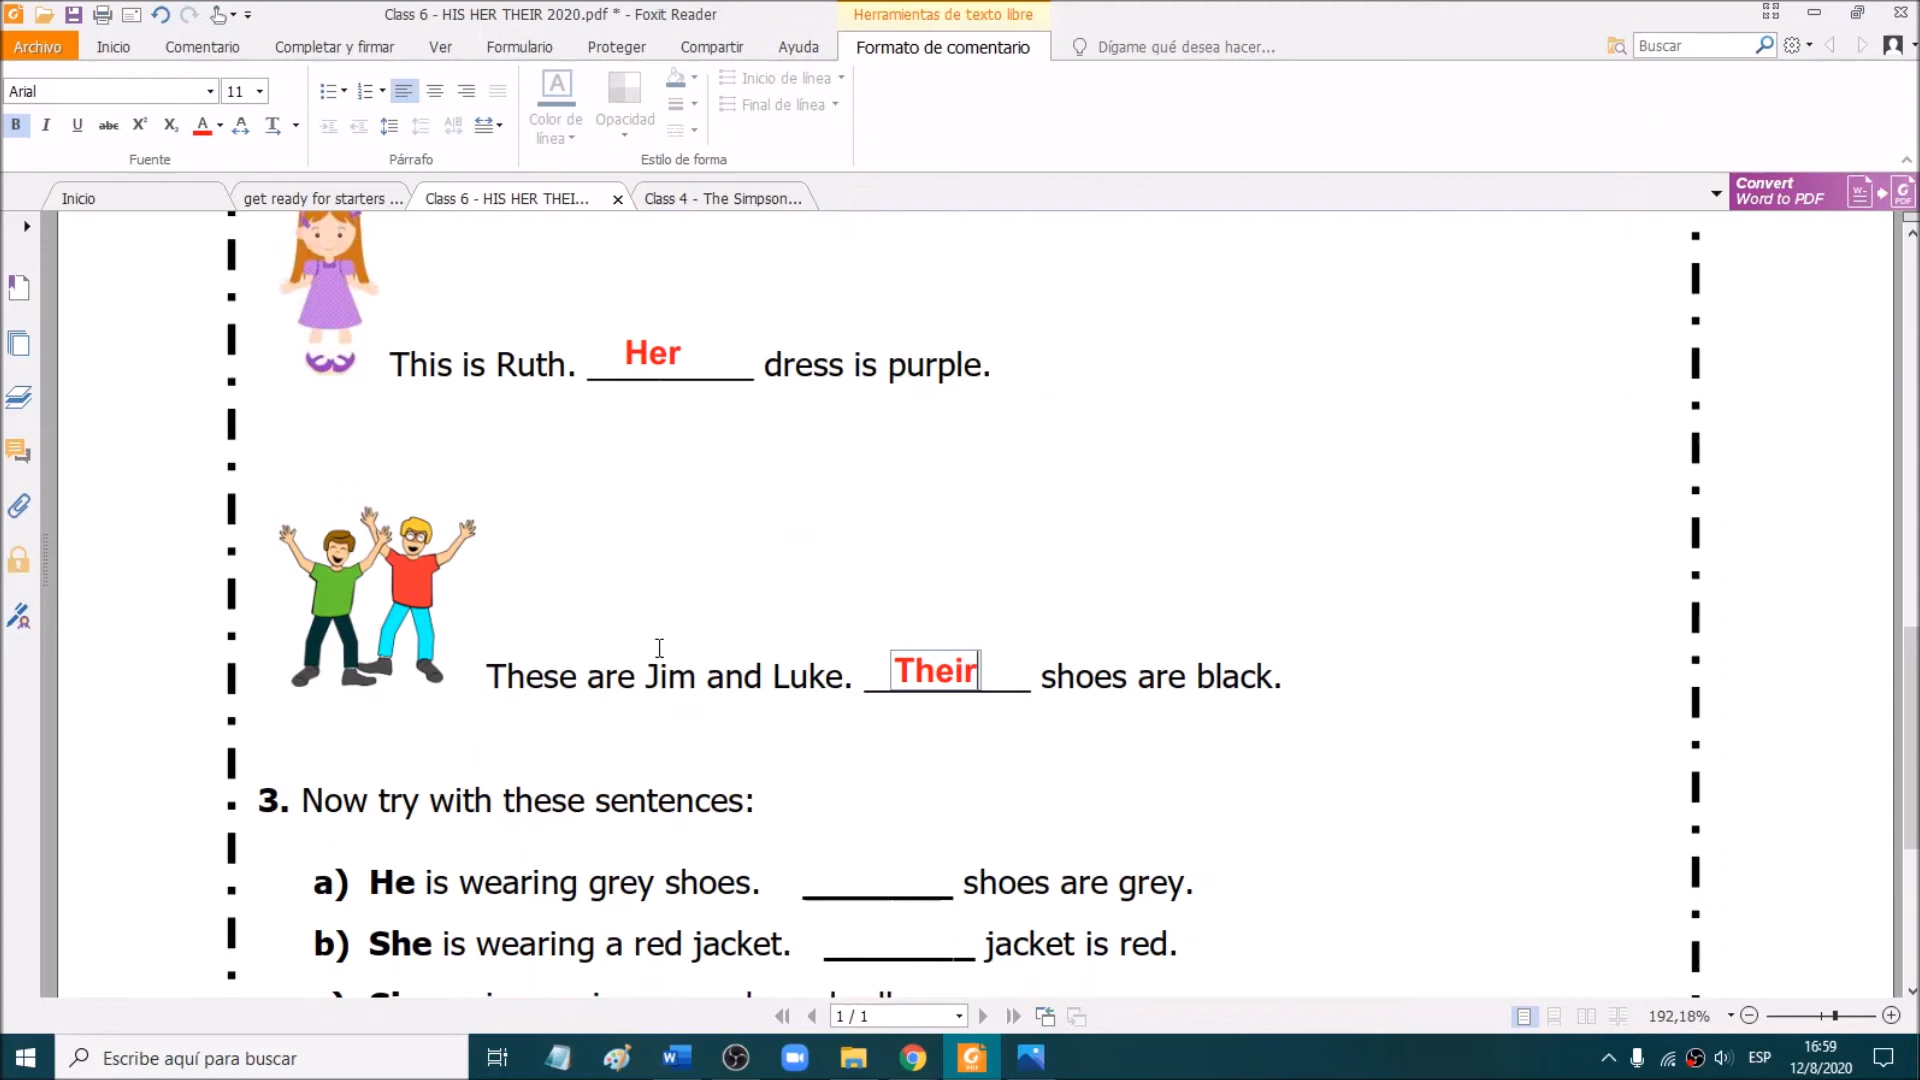 Class 6 - HIS HER THEIR 2020.pdf * - Foxit Reader
Herramientas de texto libre
Archivo Inicio Comentario Completar y firmar Ver Formulario Proteger Compartir Ayuda Formato de comentario Dígame qué desea hacer... Buscar
Arial 11
Inicio de línea
Final de línea
Color de línea Opacidad
Fuente Párrafo Estilo de forma
Inicio get ready for starters ... Class 6 - HIS HER THEI... Class 4 - The Simpson...
Convert
Word to PDF
This is Ruth. Her dress is purple.
These are Jim and Luke. Their shoes are black.
3. Now try with these sentences:
a) He is wearing grey shoes. _________ shoes are grey.
b) She is wearing a red jacket. _________ jacket is red.
1 / 1
192,18%
Escribe aquí para buscar
ESP
16:59
12/8/2020